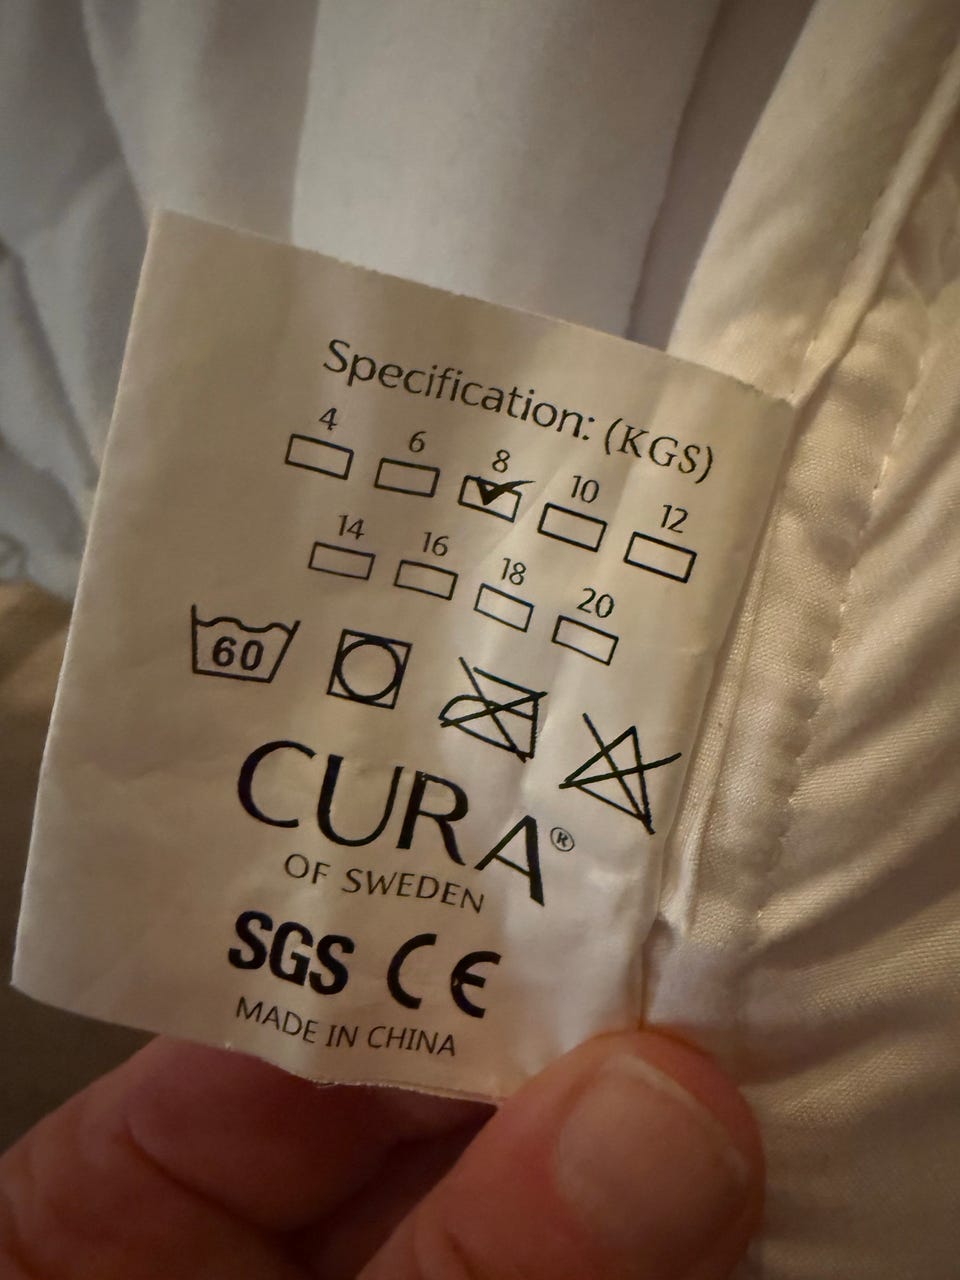 Specification: (KGS)
4 6 8 10 12
14 16 18 20
60
CURA®
OF SWEDEN
SGS CE
MADE IN CHINA